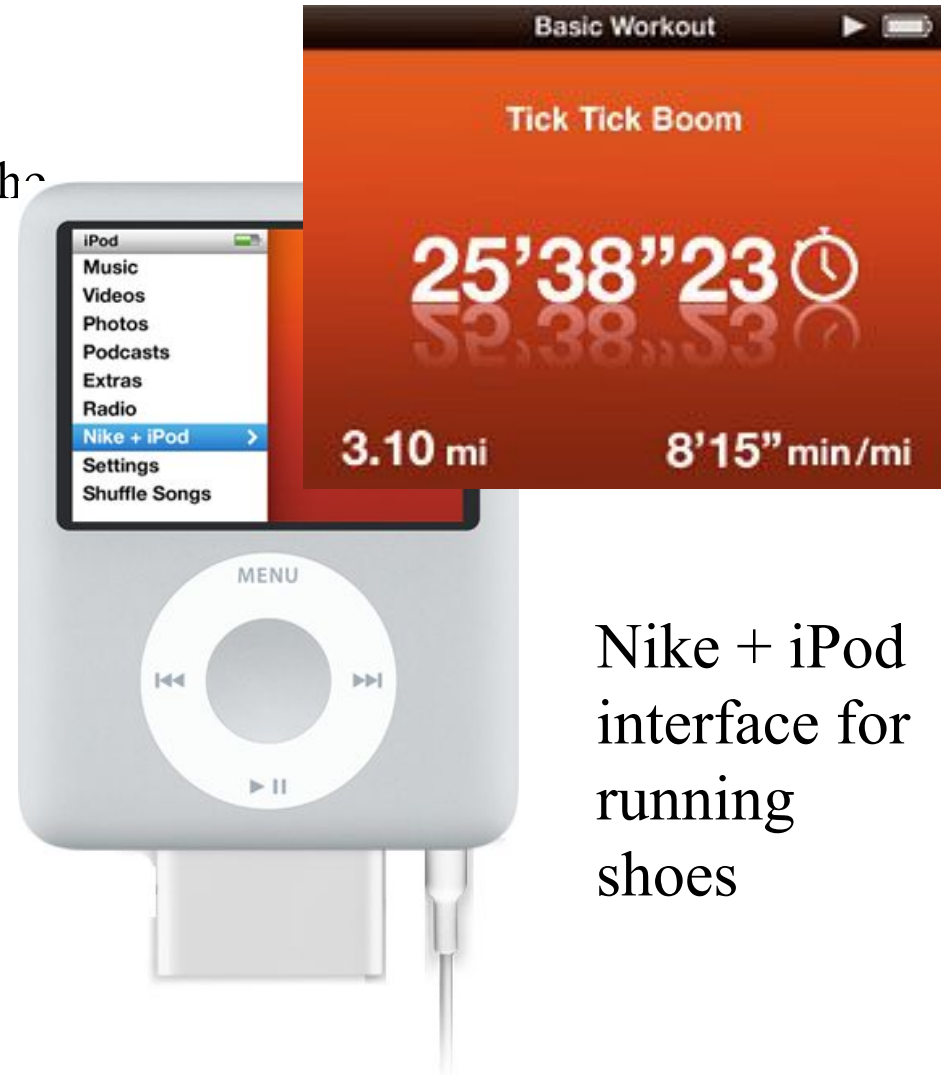 Basic Workout
Tick Tick Boom
25’38”23
3.10 mi 8’15” min/mi
iPod
Music
Videos
Photos
Podcasts
Extras
Radio
Nike + iPod >
Settings
Shuffle Songs
MENU
Nike + iPod
interface for
running
shoes